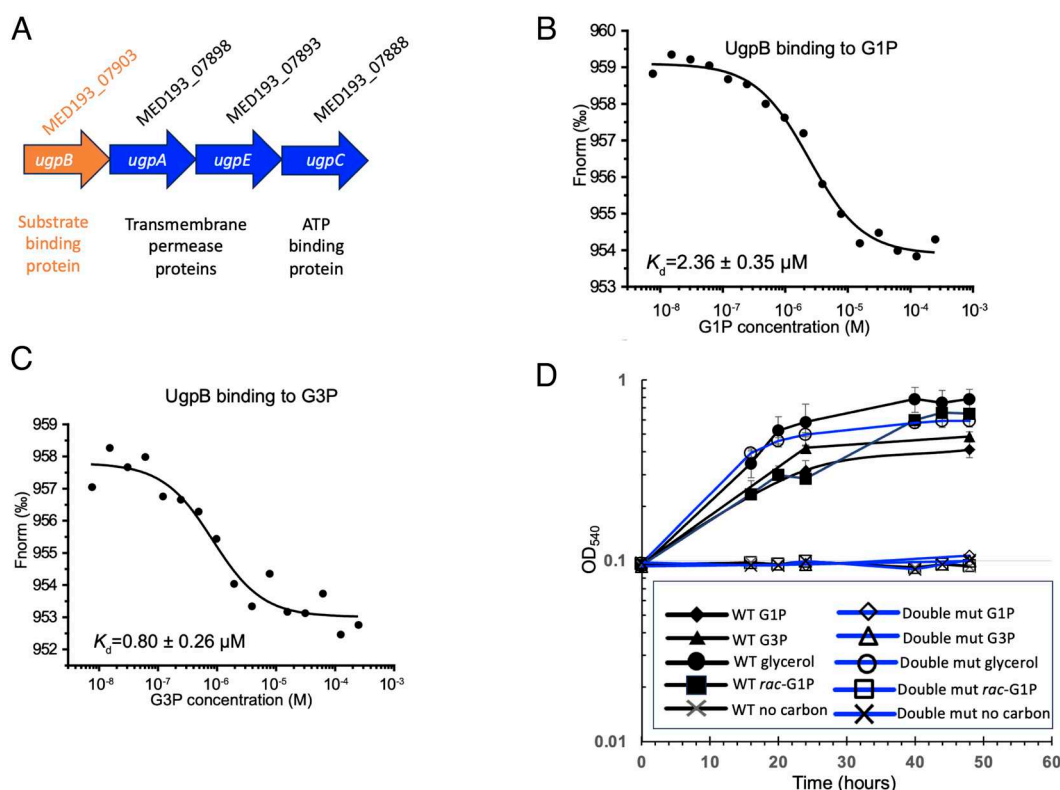 A
MED193_07903
MED193_07898
MED193_07893
MED193_07888
ugpB
ugpA
ugpE
ugpC
Substrate
binding
protein
Transmembrane
permease
proteins
ATP
binding
protein
B
UgpB binding to G1P
Fnorm (‰)
960
959
958
957
956
955
954
953
Kd=2.36 ± 0.35 µM
10-8
10-7
10-6
10-5
10-4
10-3
G1P concentration (M)
C
UgpB binding to G3P
Fnorm (‰)
959
958
957
956
955
954
953
952
Kd=0.80 ± 0.26 µM
10-8
10-7
10-6
10-5
10-4
10-3
G3P concentration (M)
D
OD540
1
0.1
0.01
WT G1P
WT G3P
WT glycerol
WT rac-G1P
WT no carbon
Double mut G1P
Double mut G3P
Double mut glycerol
Double mut rac-G1P
Double mut no carbon
0
10
20
30
40
50
60
Time (hours)